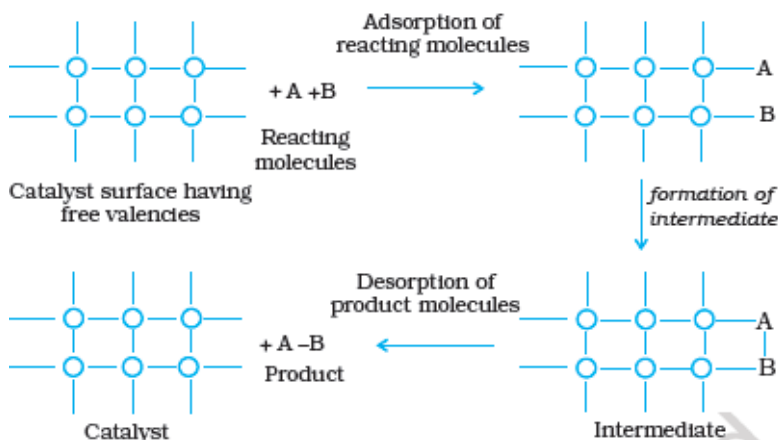 Adsorption of
reacting molecules
+ A +B
Reacting
molecules
A
B
Catalyst surface having
free valencies
formation of
intermediate
Desorption of
product molecules
+ A –B
Product
A
B
Catalyst
Intermediate